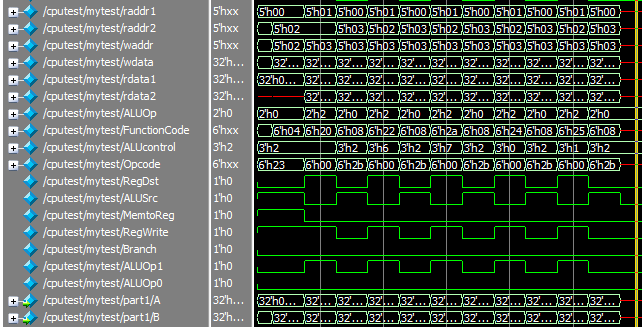 /cputest/mytest/raddr1 5'hxx 5'h00 5'h01 5'h00 5'h01 5'h00 5'h01 5'h00 5'h01 5'h00 5'h01 5'h00
/cputest/mytest/raddr2 5'hxx 5'h02 5'h03 5'h02 5'h03 5'h02 5'h03 5'h02 5'h03 5'h02 5'h03
/cputest/mytest/waddr 5'hxx 5'h02 5'h03 5'h03 5'h03 5'h03 5'h03 5'h03 5'h03 5'h03 5'h03 5'h03
/cputest/mytest/wdata 32'h... 32'... 32'... 32'... 32'... 32'... 32'... 32'... 32'... 32'... 32'... 32'...
/cputest/mytest/rdata1 32'h... 32'h0... 32'... 32'... 32'... 32'... 32'... 32'... 32'... 32'... 32'... 32'...
/cputest/mytest/rdata2 32'h... 32'... 32'... 32'... 32'... 32'... 32'... 32'... 32'... 32'... 32'...
/cputest/mytest/ALUOp 2'h0 2'h0 2'h2 2'h0 2'h2 2'h0 2'h2 2'h0 2'h2 2'h0 2'h2 2'h0
/cputest/mytest/FunctionCode 6'hxx 6'h04 6'h20 6'h08 6'h22 6'h08 6'h2a 6'h08 6'h24 6'h08 6'h25 6'h08
/cputest/mytest/ALUcontrol 3'h2 3'h2 3'h2 3'h6 3'h2 3'h7 3'h2 3'h0 3'h2 3'h1 3'h2
/cputest/mytest/Opcode 6'hxx 6'h23 6'h00 6'h2b 6'h00 6'h2b 6'h00 6'h2b 6'h00 6'h2b 6'h00 6'h2b
/cputest/mytest/RegDst 1'h0
/cputest/mytest/ALUSrc 1'h0
/cputest/mytest/MemtoReg 1'h0
/cputest/mytest/RegWrite 1'h0
/cputest/mytest/Branch 1'h0
/cputest/mytest/ALUOp1 1'h0
/cputest/mytest/ALUOp0 1'h0
/cputest/mytest/part1/A 32'h... 32'h0... 32'... 32'... 32'... 32'... 32'... 32'... 32'... 32'... 32'... 32'...
/cputest/mytest/part1/B 32'h... 32'... 32'... 32'... 32'... 32'... 32'... 32'... 32'... 32'... 32'... 32'...